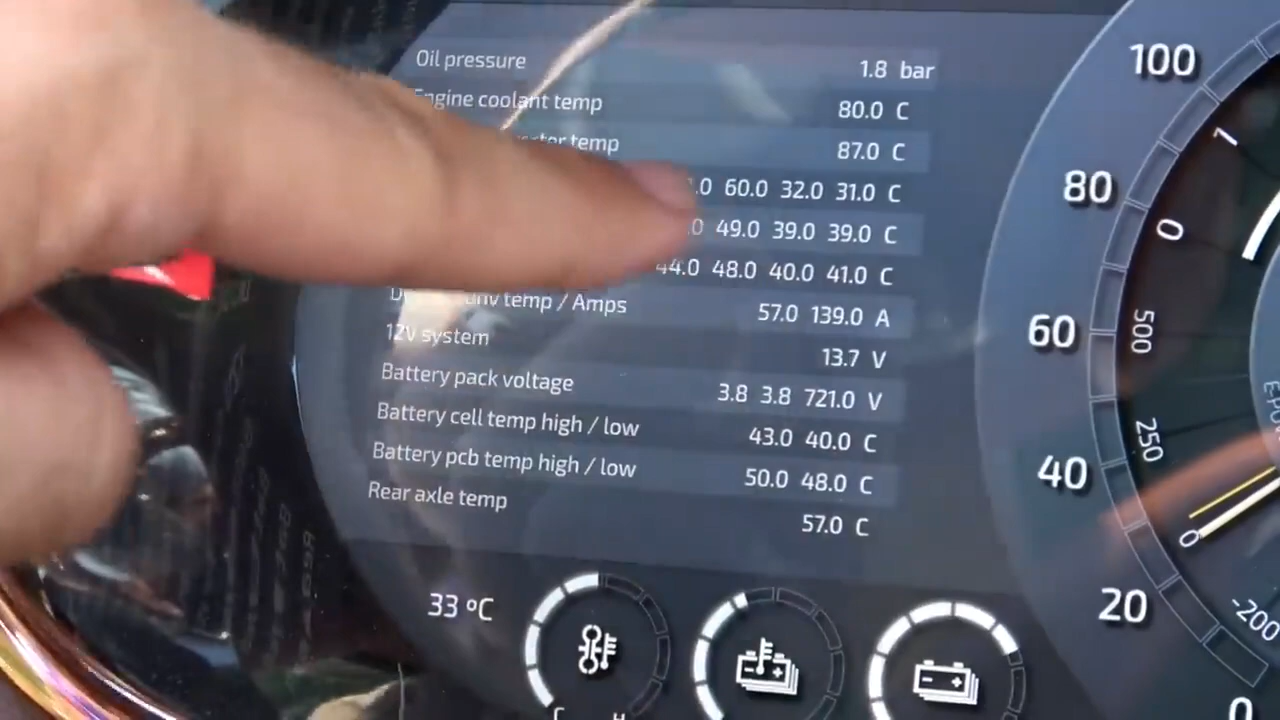 Oil pressure 1.8 bar
Engine coolant temp 80.0 C
temp 87.0 C
60.0 32.0 31.0 C
49.0 39.0 39.0 C
44.0 48.0 40.0 41.0 C
temp / Amps 57.0 139.0 A
12V system 13.7 V
Battery pack voltage 3.8 3.8 721.0 V
Battery cell temp high / low 43.0 40.0 C
Battery pcb temp high / low 50.0 48.0 C
Rear axle temp 57.0 C
33 ºC
100
80
60
40
20
0
1
0
500
250
0
-200